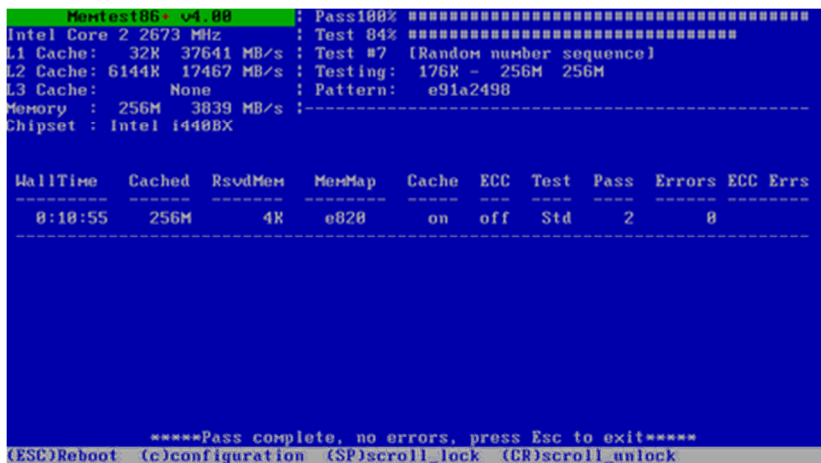 Memtest86+ v4.00 | Pass100% ########################################
Intel Core 2 2673 MHz | Test 84% #################################
L1 Cache: 32K 37641 MB/s | Test #7 [Random number sequence]
L2 Cache: 6144K 17467 MB/s | Testing: 176K - 256M 256M
L3 Cache: None | Pattern: e91a2498
Memory : 256M 3839 MB/s |-------------------------------------------------
Chipset : Intel i440BX
WallTime Cached RsvdMem MemMap Cache ECC Test Pass Errors ECC Errs
--------- ------ ------- -------- ----- --- ---- ---- ------ --------
0:10:55 256M 4K e820 on off Std 2 0
-----------------------------------------------------------------------------
*****Pass complete, no errors, press Esc to exit*****
(ESC)Reboot (c)configuration (SP)scroll_lock (CR)scroll_unlock